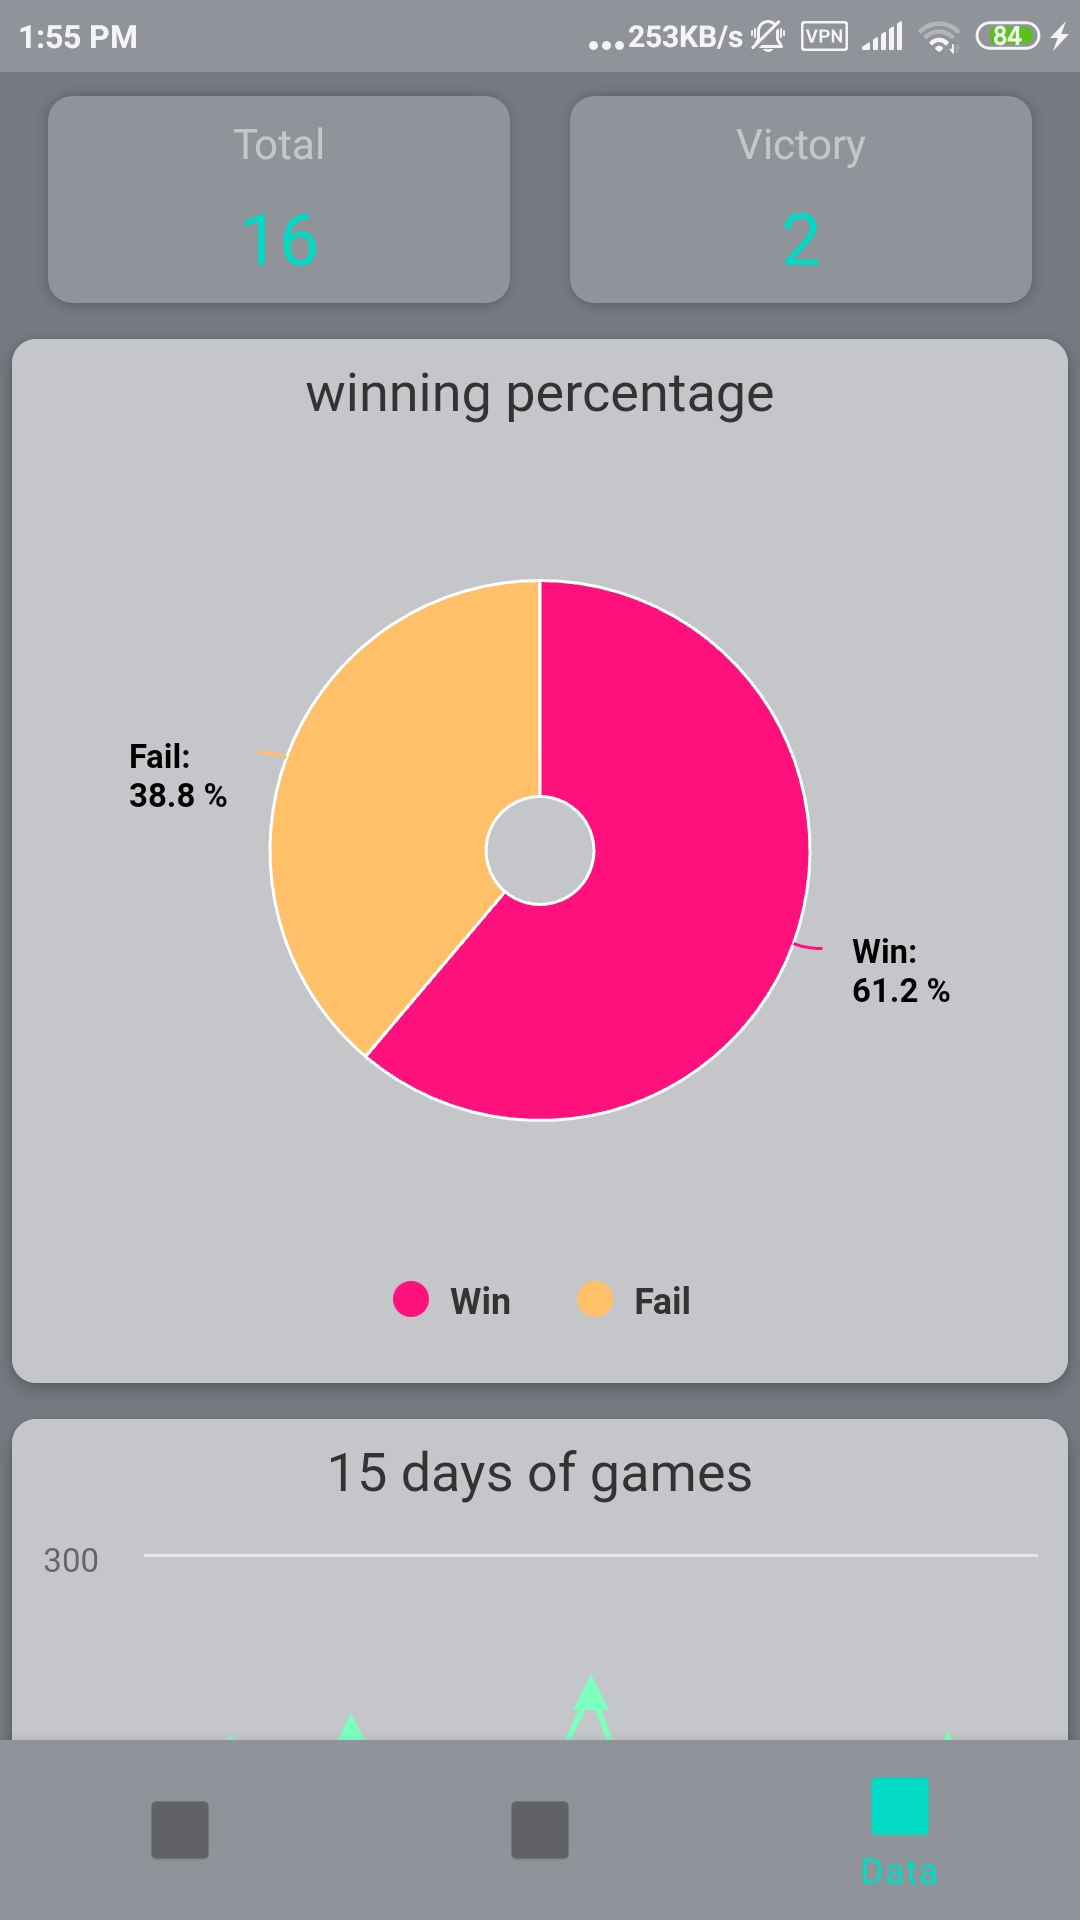 1:55 PM ...253KB/s VPN 84
Total
16
Victory
2
winning percentage
Fail:
38.8 %
Win:
61.2 %
Win Fail
15 days of games
300
Data